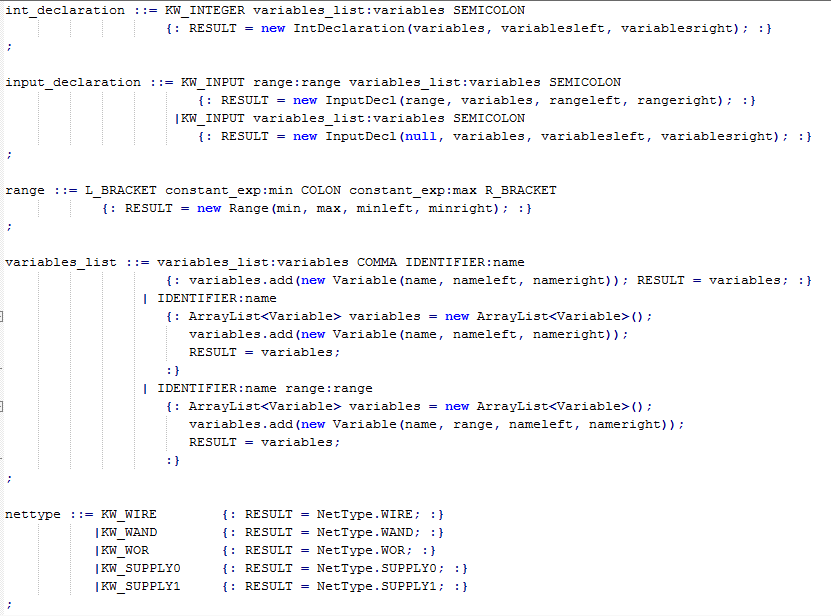 int_declaration ::= KW_INTEGER variables_list:variables SEMICOLON
{: RESULT = new IntDeclaration(variables, variablesleft, variablesright); :}
;
input_declaration ::= KW_INPUT range:range variables_list:variables SEMICOLON
{: RESULT = new InputDecl(range, variables, rangeleft, rangeright); :}
|KW_INPUT variables_list:variables SEMICOLON
{: RESULT = new InputDecl(null, variables, variablesleft, variablesright); :}
;
range ::= L_BRACKET constant_exp:min COLON constant_exp:max R_BRACKET
{: RESULT = new Range(min, max, minleft, minright); :}
;
variables_list ::= variables_list:variables COMMA IDENTIFIER:name
{: variables.add(new Variable(name, nameleft, nameright)); RESULT = variables; :}
| IDENTIFIER:name
{: ArrayList<Variable> variables = new ArrayList<Variable>();
variables.add(new Variable(name, nameleft, nameright));
RESULT = variables;
:}
| IDENTIFIER:name range:range
{: ArrayList<Variable> variables = new ArrayList<Variable>();
variables.add(new Variable(name, range, nameleft, nameright));
RESULT = variables;
:}
;
nettype ::= KW_WIRE {: RESULT = NetType.WIRE; :}
|KW_WAND {: RESULT = NetType.WAND; :}
|KW_WOR {: RESULT = NetType.WOR; :}
|KW_SUPPLY0 {: RESULT = NetType.SUPPLY0; :}
|KW_SUPPLY1 {: RESULT = NetType.SUPPLY1; :}
;